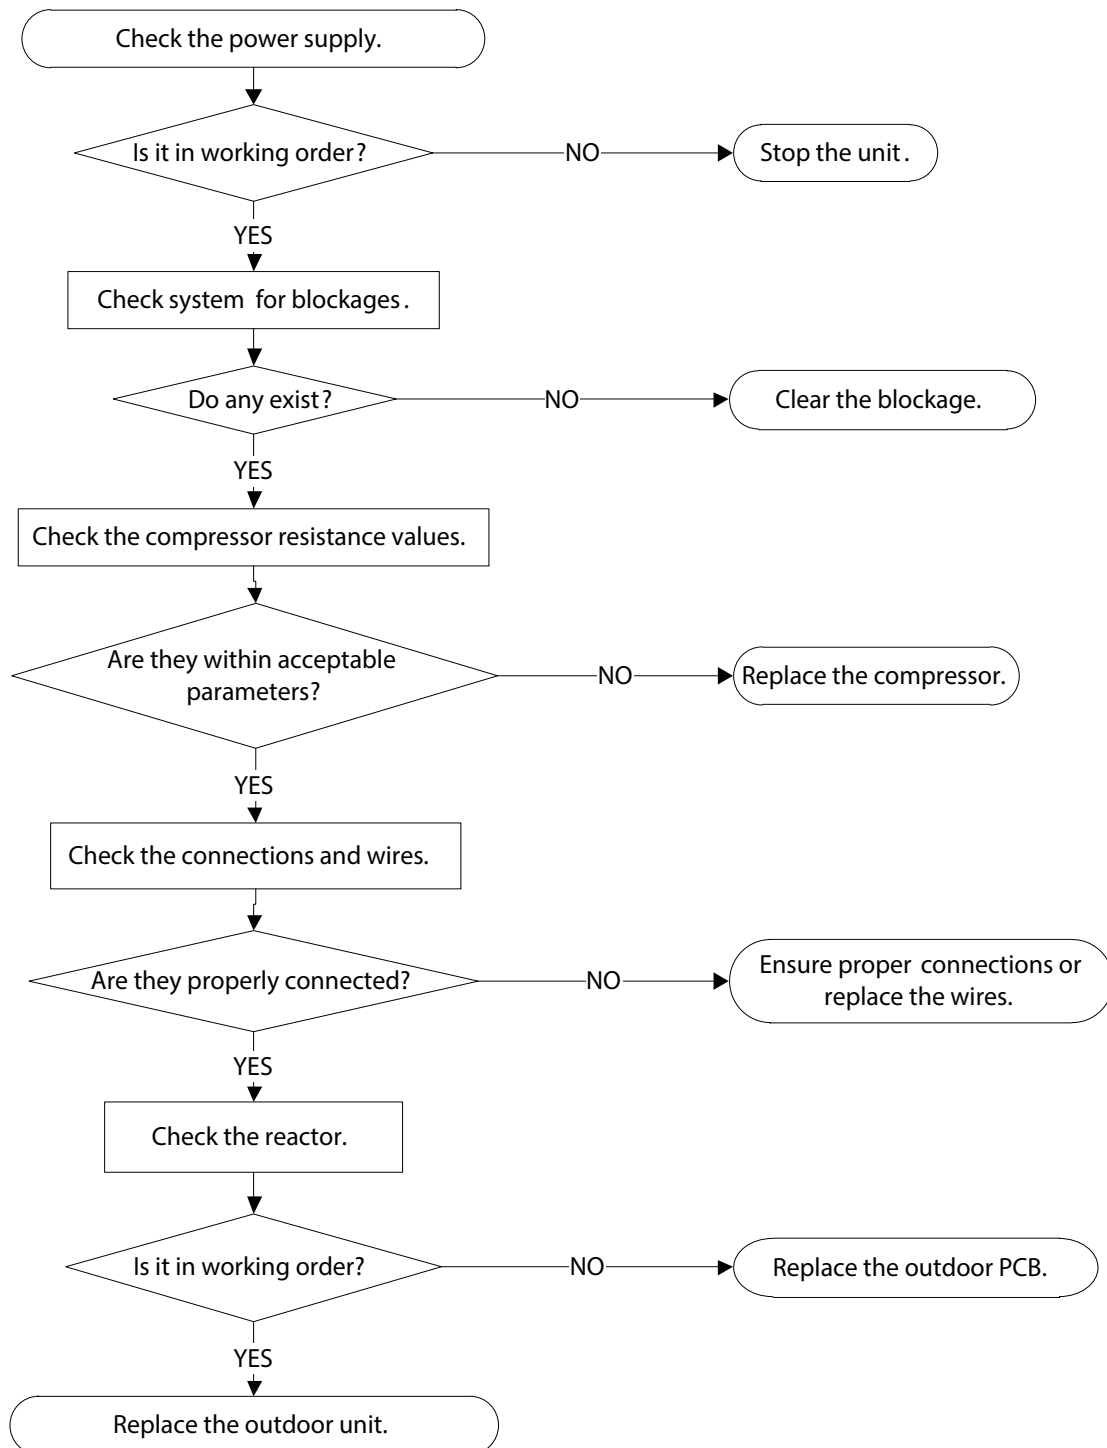 Check the power supply.
Is it in working order?
NO
Stop the unit.
YES
Check system for blockages.
Do any exist?
NO
Clear the blockage.
YES
Check the compressor resistance values.
Are they within acceptable
parameters?
NO
Replace the compressor.
YES
Check the connections and wires.
Are they properly connected?
NO
Ensure proper connections or
replace the wires.
YES
Check the reactor.
Is it in working order?
NO
Replace the outdoor PCB.
YES
Replace the outdoor unit.